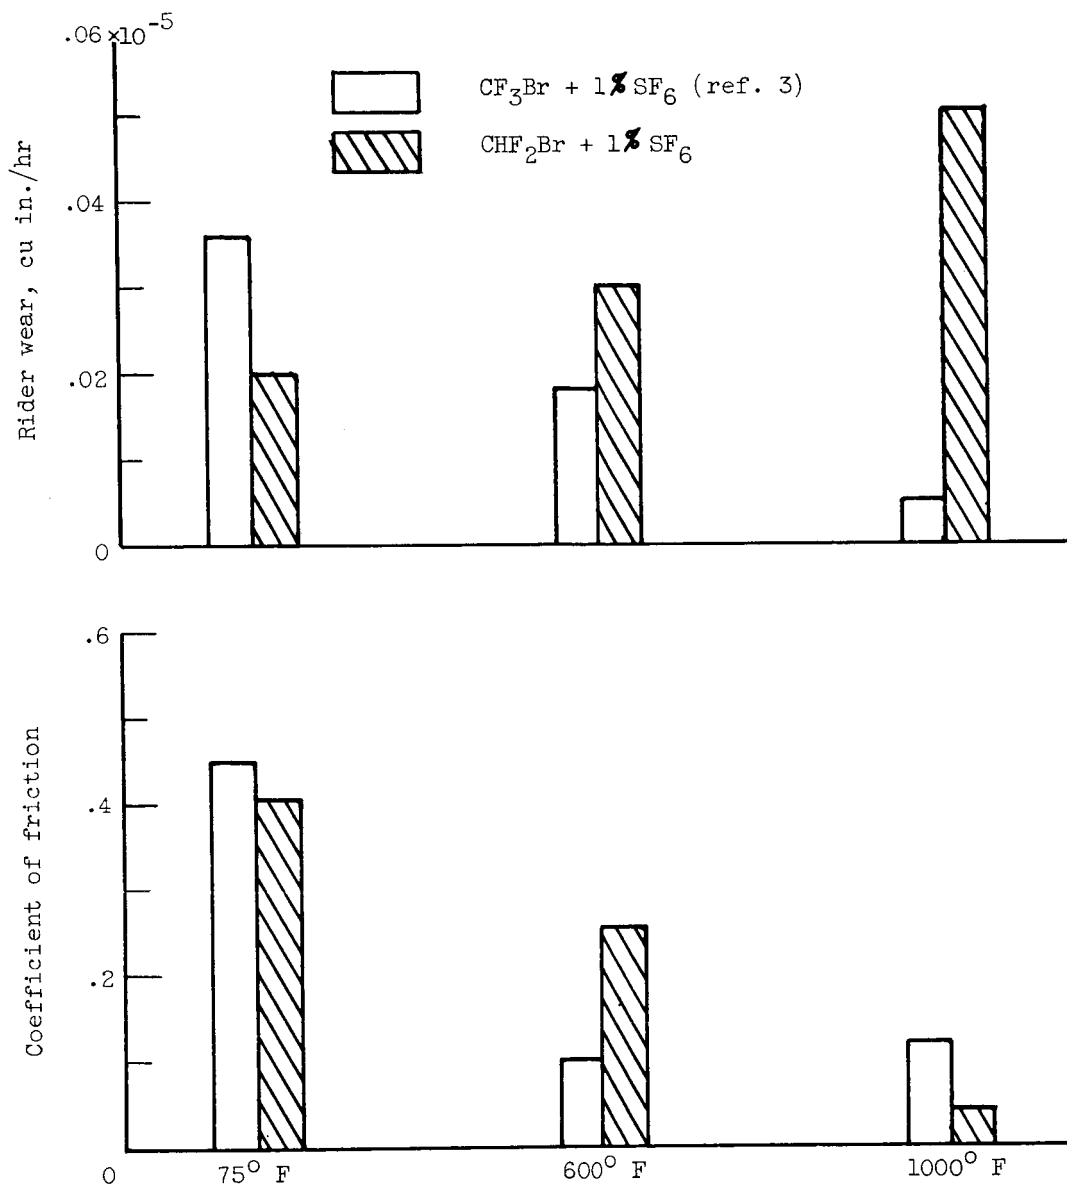 .06 ×10⁻⁵
CF₃Br + 1% SF₆ (ref. 3)
CHF₂Br + 1% SF₆
.04
.02
0
Rider wear, cu in./hr
.6
.4
.2
0
Coefficient of friction
75° F
600° F
1000° F